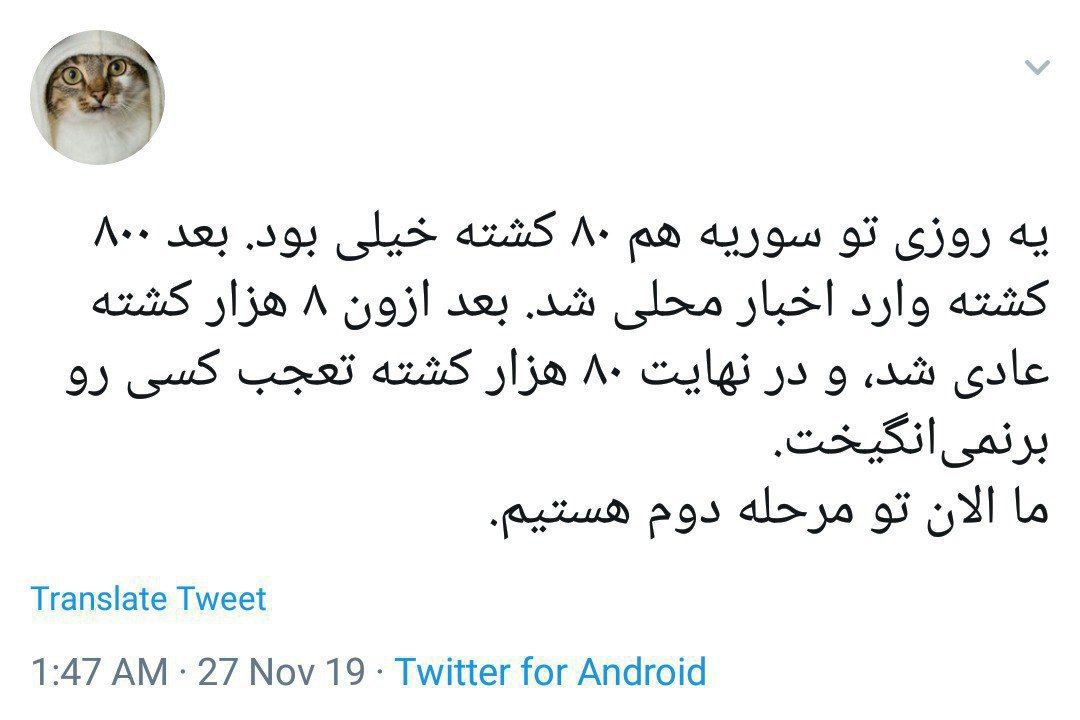 یه روزی تو سوریه هم ۸۰ کشته خیلی بود. بعد ۸۰۰
کشته وارد اخبار محلی شد. بعد ازون ۸ هزار کشته
عادی شد، و در نهایت ۸۰ هزار کشته تعجب کسی رو
برنمی‌انگیخت.
ما الان تو مرحله دوم هستیم.
Translate Tweet
1:47 AM · 27 Nov 19 · Twitter for Android